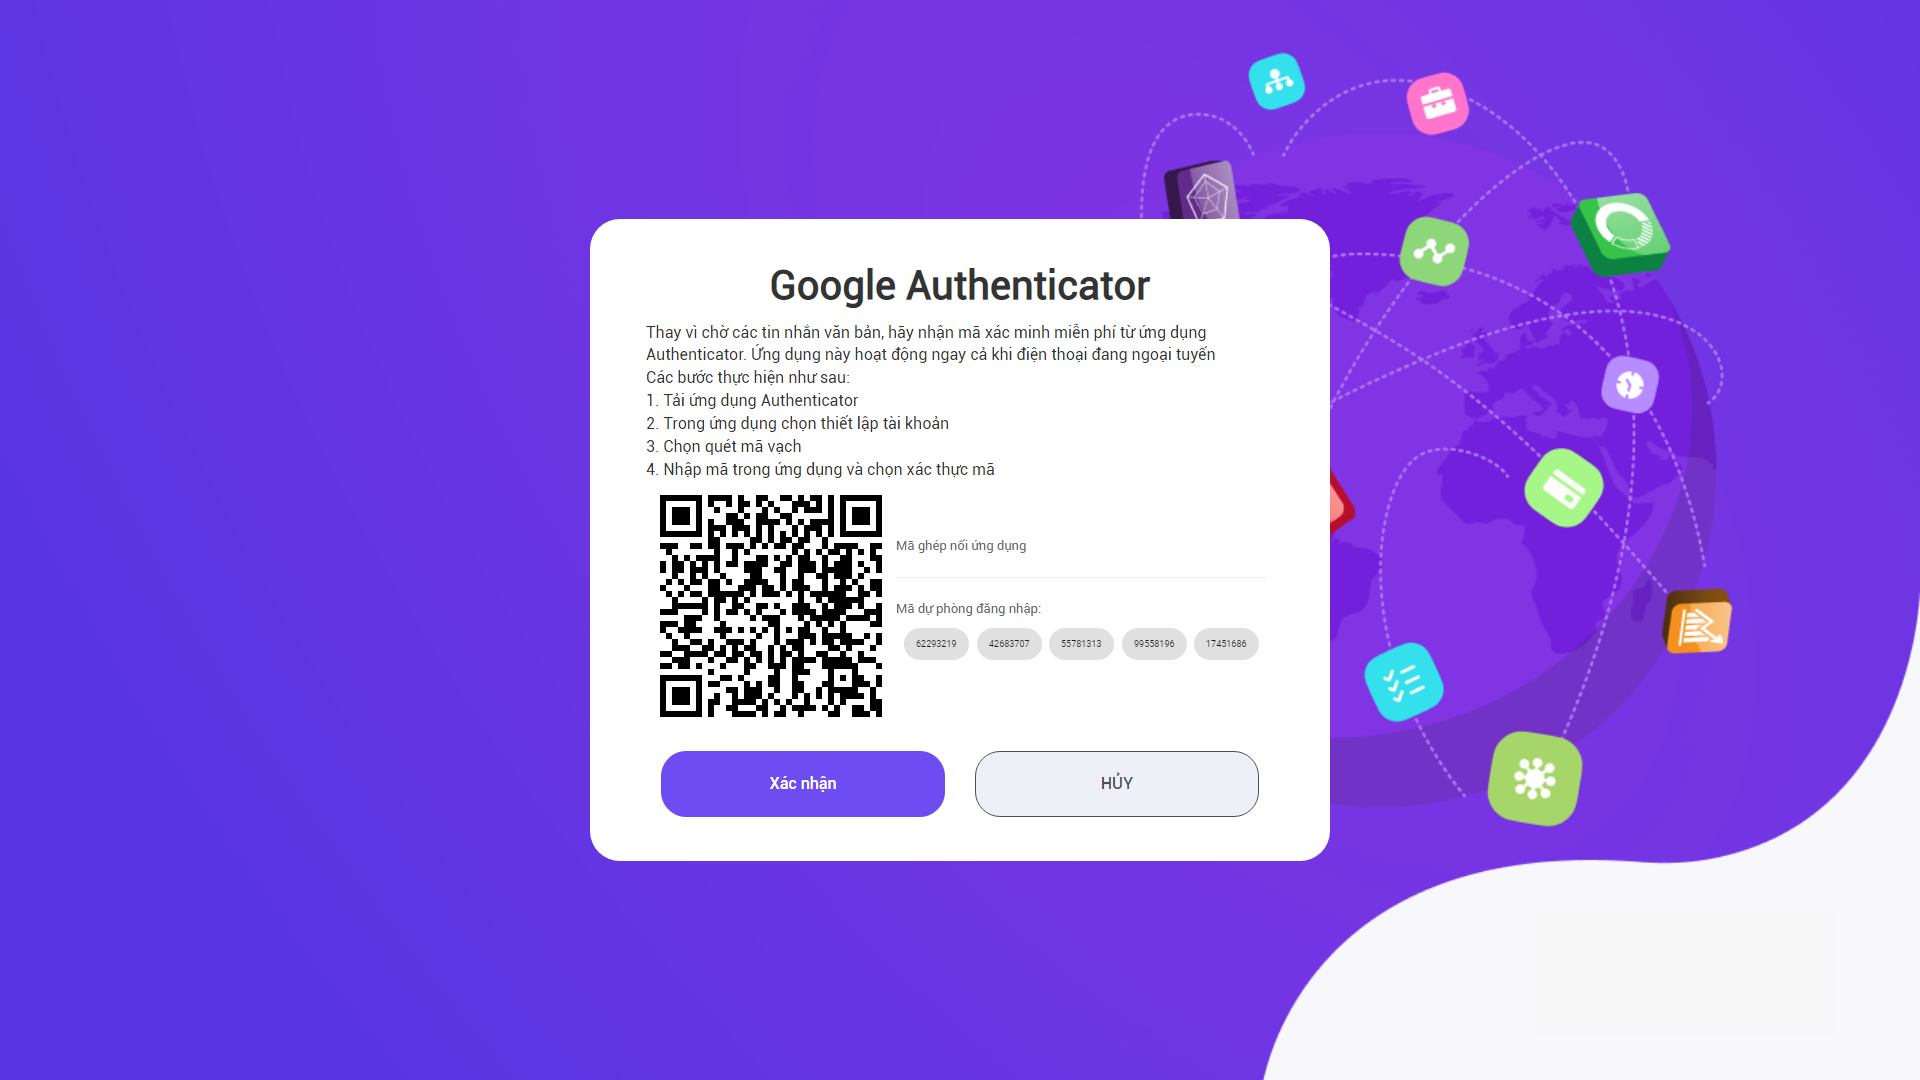 Google Authenticator
Thay vì chờ các tin nhắn văn bản, hãy nhận mã xác minh miễn phí từ ứng dụng
Authenticator. Ứng dụng này hoạt động ngay cả khi điện thoại đang ngoại tuyến
Các bước thực hiện như sau:
1. Tải ứng dụng Authenticator
2. Trong ứng dụng chọn thiết lập tài khoản
3. Chọn quét mã vạch
4. Nhập mã trong ứng dụng và chọn xác thực mã
Mã ghép nối ứng dụng
Mã dự phòng đăng nhập:
62293219 42683707 55781313 99558196 17451686
Xác nhận HỦY